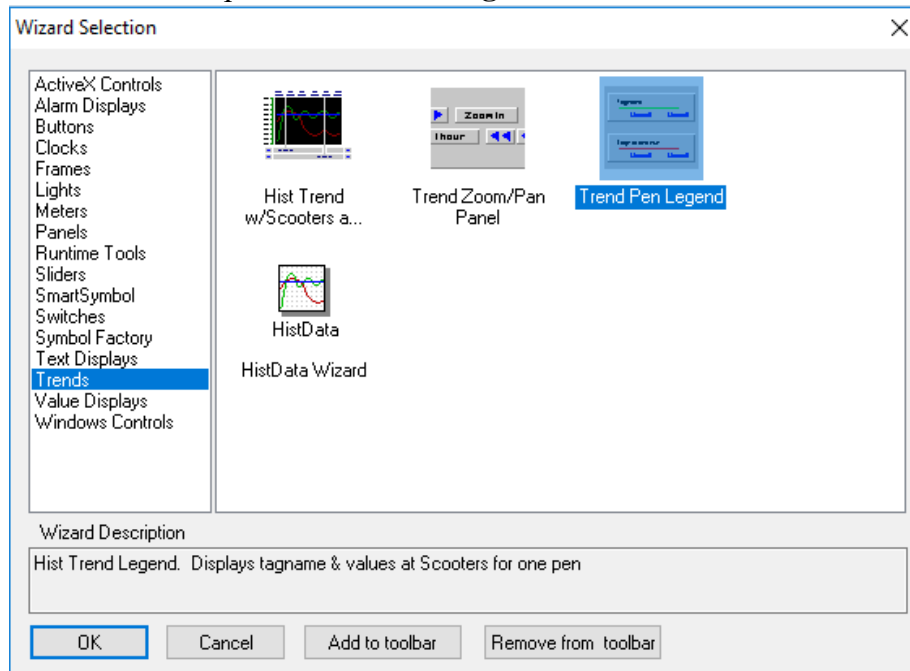 Wizard Selection
ActiveX Controls
Alarm Displays
Buttons
Clocks
Frames
Lights
Meters
Panels
Runtime Tools
Sliders
SmartSymbol
Switches
Symbol Factory
Text Displays
Trends
Value Displays
Windows Controls
Zoom In
1hour
Hist Trend
w/Scooters a...
Trend Zoom/Pan
Panel
Trend Pen Legend
HistData
HistData Wizard
Wizard Description
Hist Trend Legend.  Displays tagname & values at Scooters for one pen
OK
Cancel
Add to toolbar
Remove from  toolbar